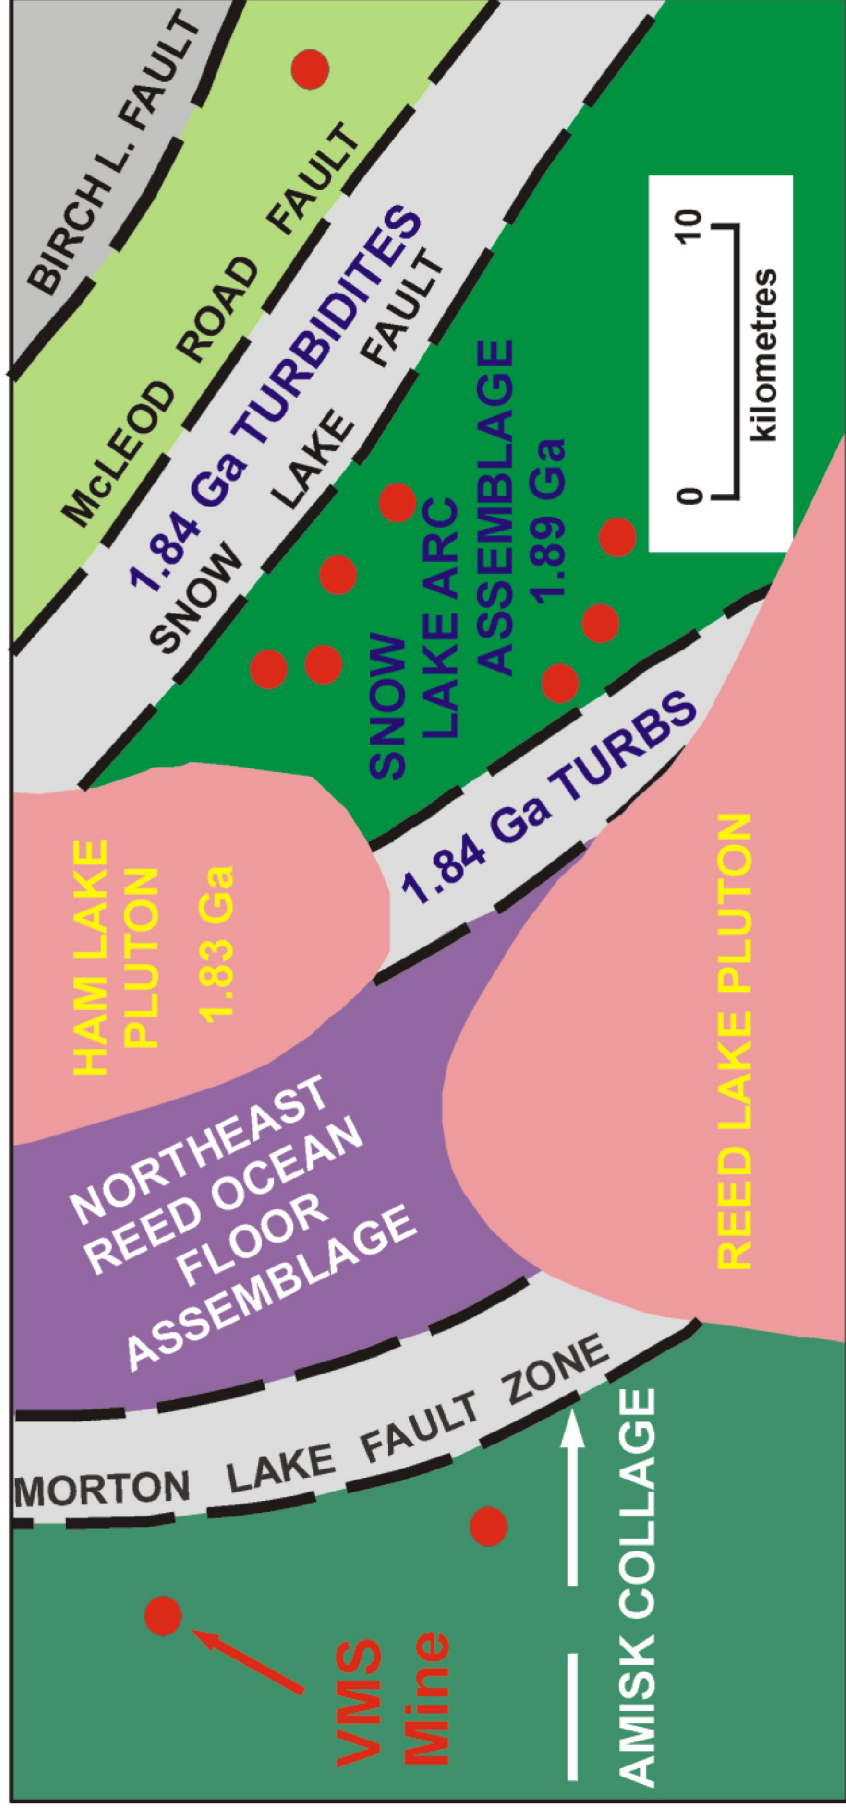 HAM LAKE
PLUTON
1.83 Ga
NORTHEAST
REED OCEAN
FLOOR
ASSEMBLAGE
MORTON LAKE FAULT ZONE
VMS
Mine
AMISK COLLAGE
REED LAKE PLUTON
1.84 Ga TURBS
SNOW
LAKE ARC
ASSEMBLAGE
1.89 Ga
SNOW LAKE FAULT
1.84 Ga TURBIDITES
McLEOD ROAD FAULT
BIRCH L. FAULT
0 10
kilometres